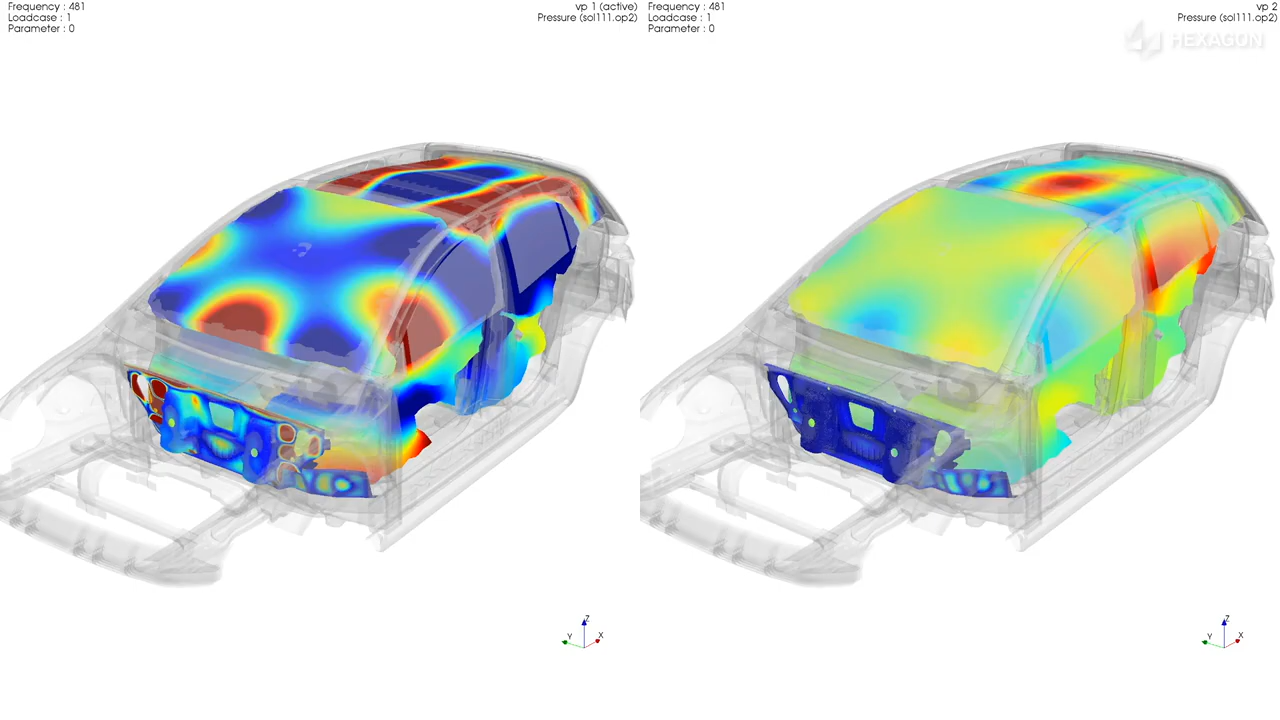 Frequency : 481
Loadcase : 1
Parameter : 0
vp 1 (active)
Pressure (sol111.op2)
Frequency : 481
Loadcase : 1
Parameter : 0
vp 2
Pressure (sol111.op2)
HEXAGON
Z
Y
X
Z
Y
X